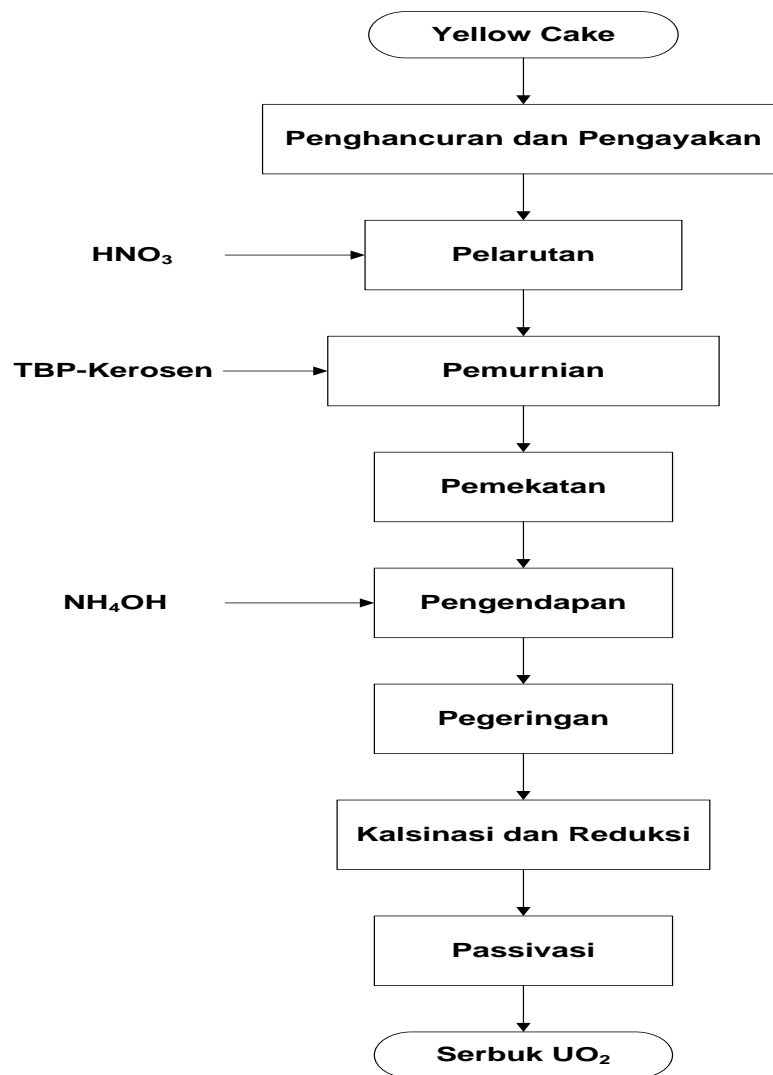 Yellow Cake
Penghancuran dan Pengayakan
HNO₃
Pelarutan
TBP-Kerosen
Pemurnian
Pemekatan
NH₄OH
Pengendapan
Pegeringan
Kalsinasi dan Reduksi
Passivasi
Serbuk UO₂